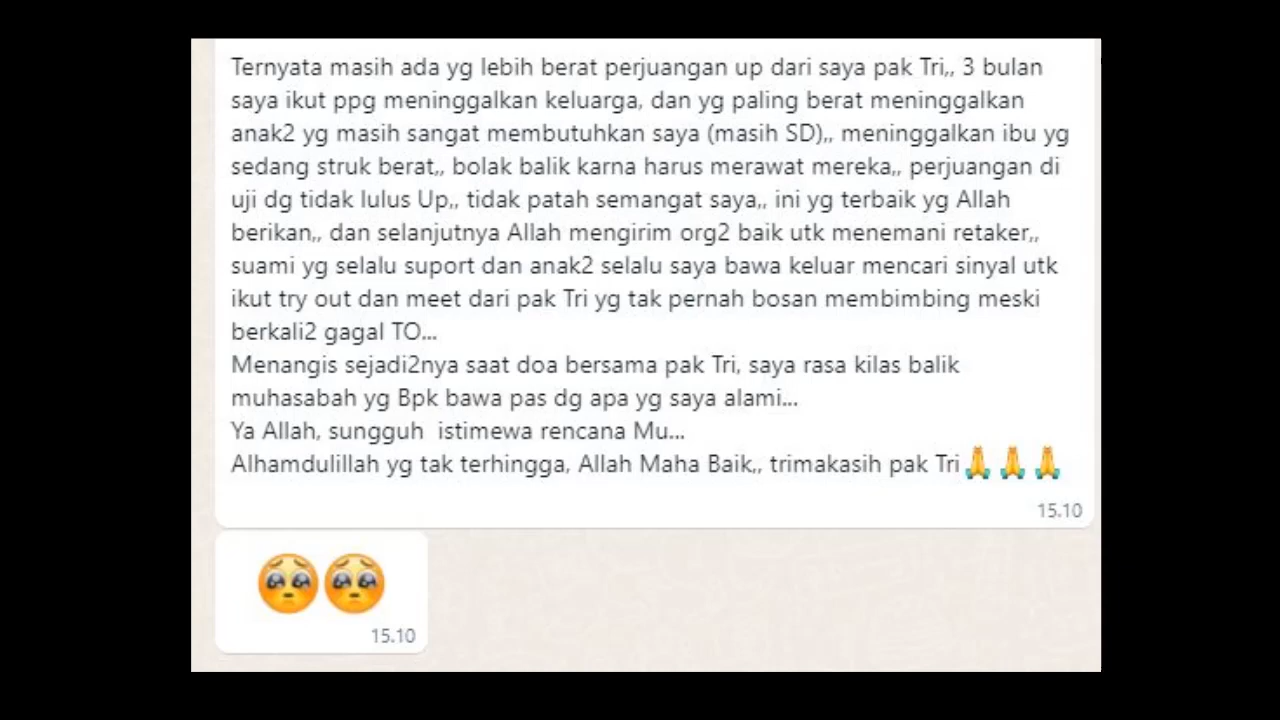 Ternyata masih ada yg lebih berat perjuangan up dari saya pak Tri,, 3 bulan
saya ikut ppg meninggalkan keluarga, dan yg paling berat meninggalkan
anak2 yg masih sangat membutuhkan saya (masih SD),, meninggalkan ibu yg
sedang struk berat,, bolak balik karna harus merawat mereka,, perjuangan di
uji dg tidak lulus Up,, tidak patah semangat saya,, ini yg terbaik yg Allah
berikan,, dan selanjutnya Allah mengirim org2 baik utk menemani retaker,,
suami yg selalu suport dan anak2 selalu saya bawa keluar mencari sinyal utk
ikut try out dan meet dari pak Tri yg tak pernah bosan membimbing meski
berkali2 gagal TO...
Menangis sejadi2nya saat doa bersama pak Tri, saya rasa kilas balik
muhasabah yg Bpk bawa pas dg apa yg saya alami...
Ya Allah, sungguh  istimewa rencana Mu...
Alhamdulillah yg tak terhingga, Allah Maha Baik,, trimakasih pak Tri🙏🙏🙏
15.10
🥺🥺
15.10